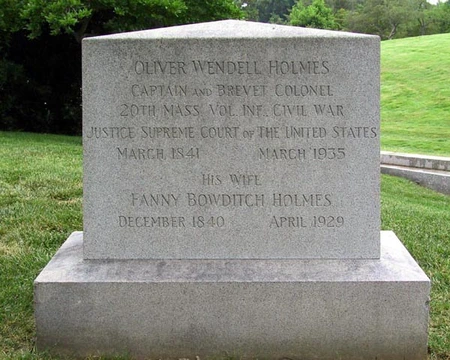 OLIVER WENDELL HOLMES
CAPTAIN AND BREVET COLONEL
20TH MASS. VOL. INF., CIVIL WAR
JUSTICE SUPREME COURT OF THE UNITED STATES
MARCH, 1841 MARCH 1935
HIS WIFE
FANNY BOWDITCH HOLMES
DECEMBER 1840 APRIL 1929